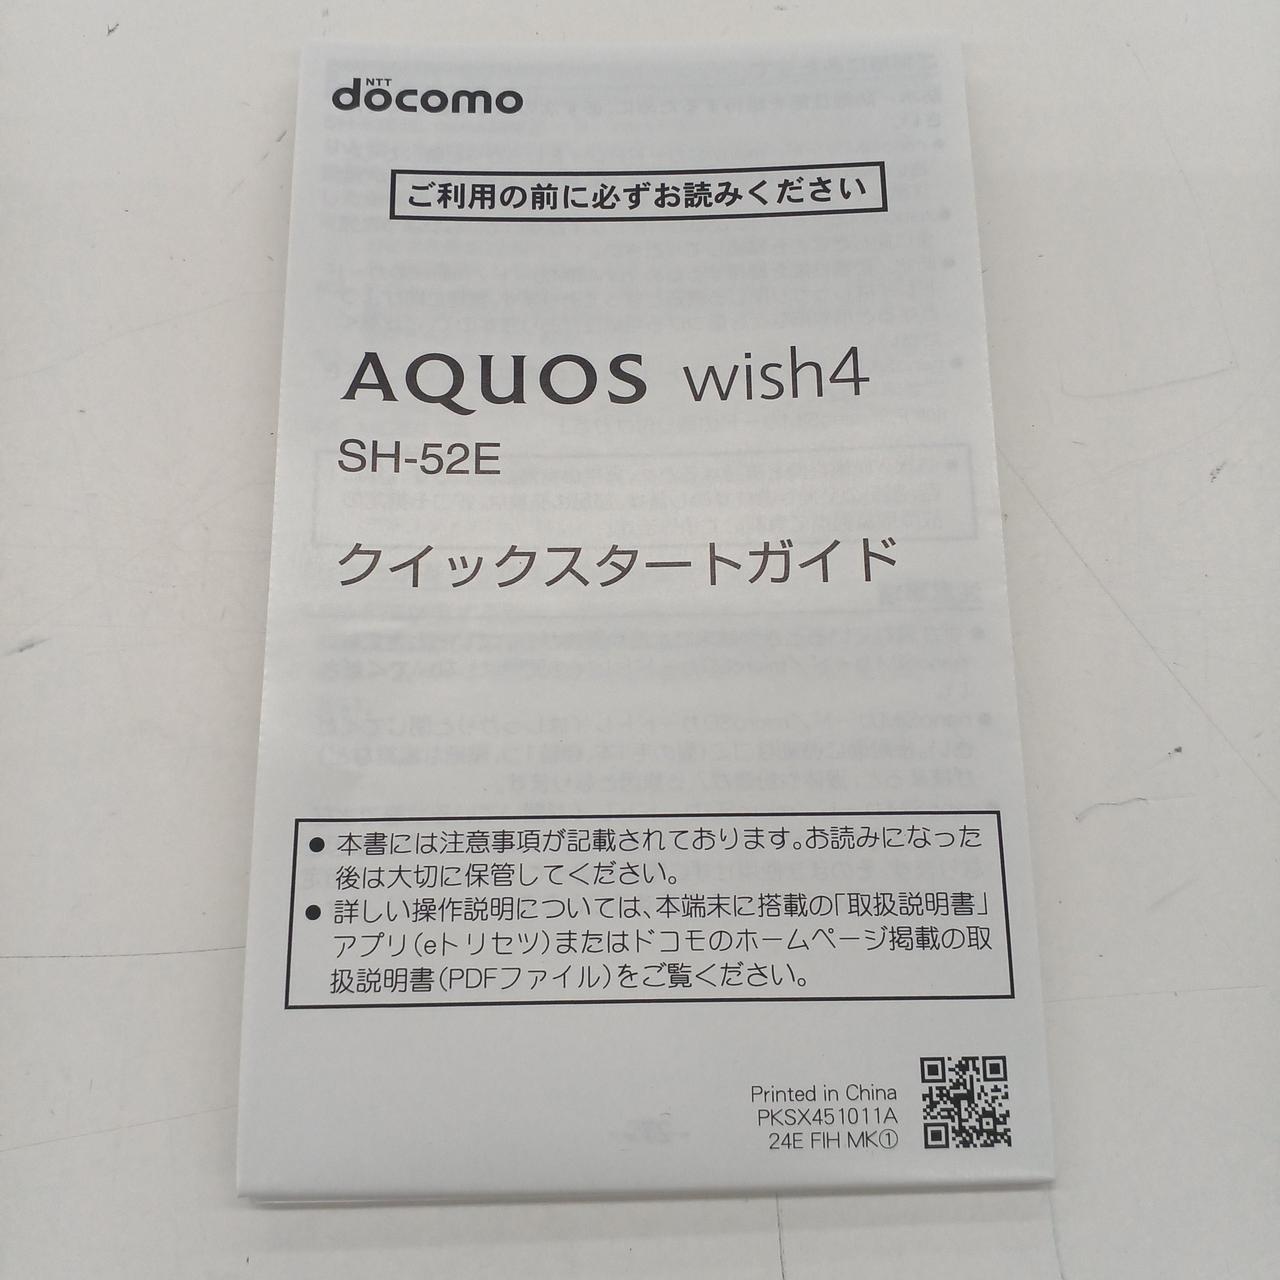 NTT
docomo
ご利用の前に必ずお読みください
AQUOS wish4
SH-52E
クイックスタートガイド
● 本書には注意事項が記載されております。お読みになった
後は大切に保管してください。
● 詳しい操作説明については、本端末に搭載の「取扱説明書」
アプリ(eトリセツ)またはドコモのホームページ掲載の取
扱説明書(PDFファイル)をご覧ください。
Printed in China
PKSX451011A
24E FIH MK①